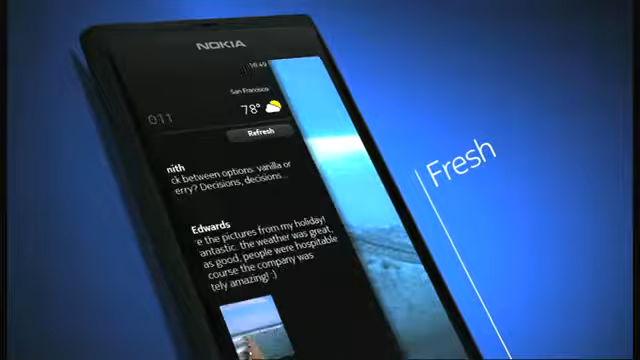 NOKIA
16:49
San Francisco
011
78°
Refresh
nith
ck between options. vanilla or
erry? Decisions, decisions...
Edwards
e the pictures from my holiday!
antastic. the weather was great,
as good, people were hospitable
course the company was
tely amazing! :)
Fresh